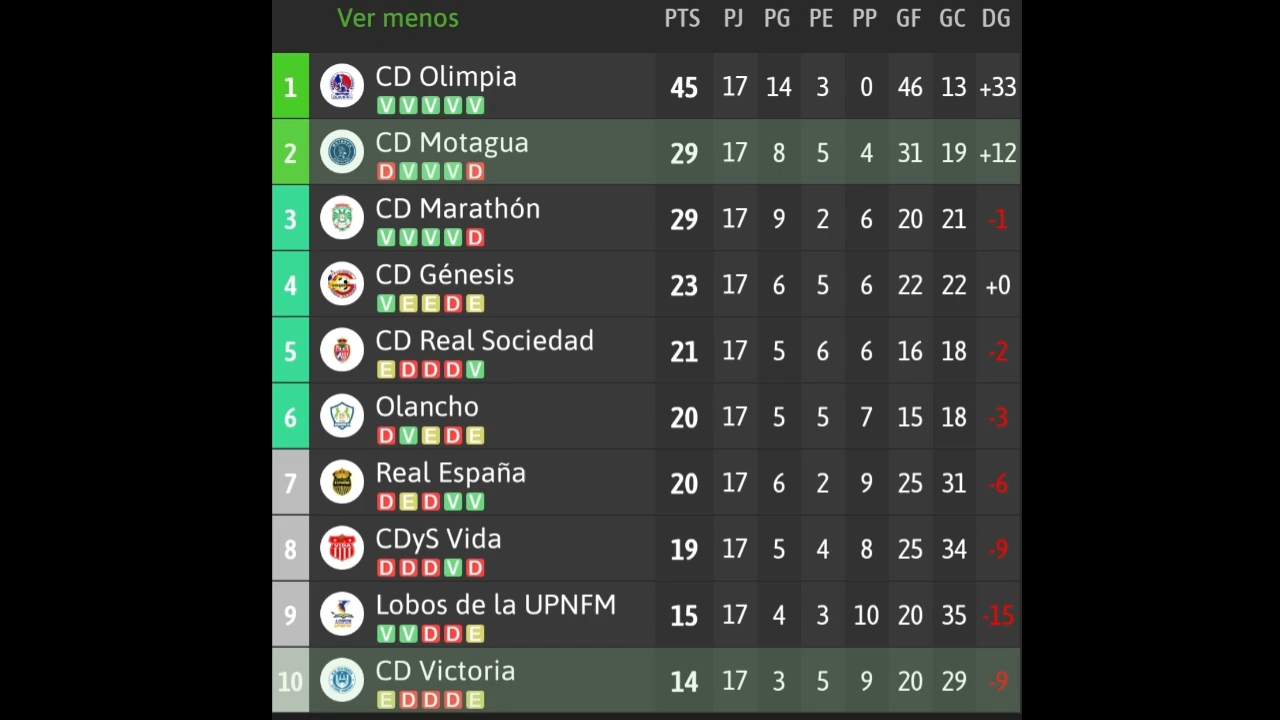 Ver menos PTS PJ PG PE PP GF GC DG
1 CD Olimpia 45 17 14 3 0 46 13 +33
V V V V V
2 CD Motagua 29 17 8 5 4 31 19 +12
D V V V D
3 CD Marathón 29 17 9 2 6 20 21 -1
V V V V D
4 CD Génesis 23 17 6 5 6 22 22 +0
V E E D E
5 CD Real Sociedad 21 17 5 6 6 16 18 -2
E D D D V
6 Olancho 20 17 5 5 7 15 18 -3
D V E D E
7 Real España 20 17 6 2 9 25 31 -6
D E D V V
8 CDyS Vida 19 17 5 4 8 25 34 -9
D D D V D
9 Lobos de la UPNFM 15 17 4 3 10 20 35 -15
V V D D E
10 CD Victoria 14 17 3 5 9 20 29 -9
E D D D E